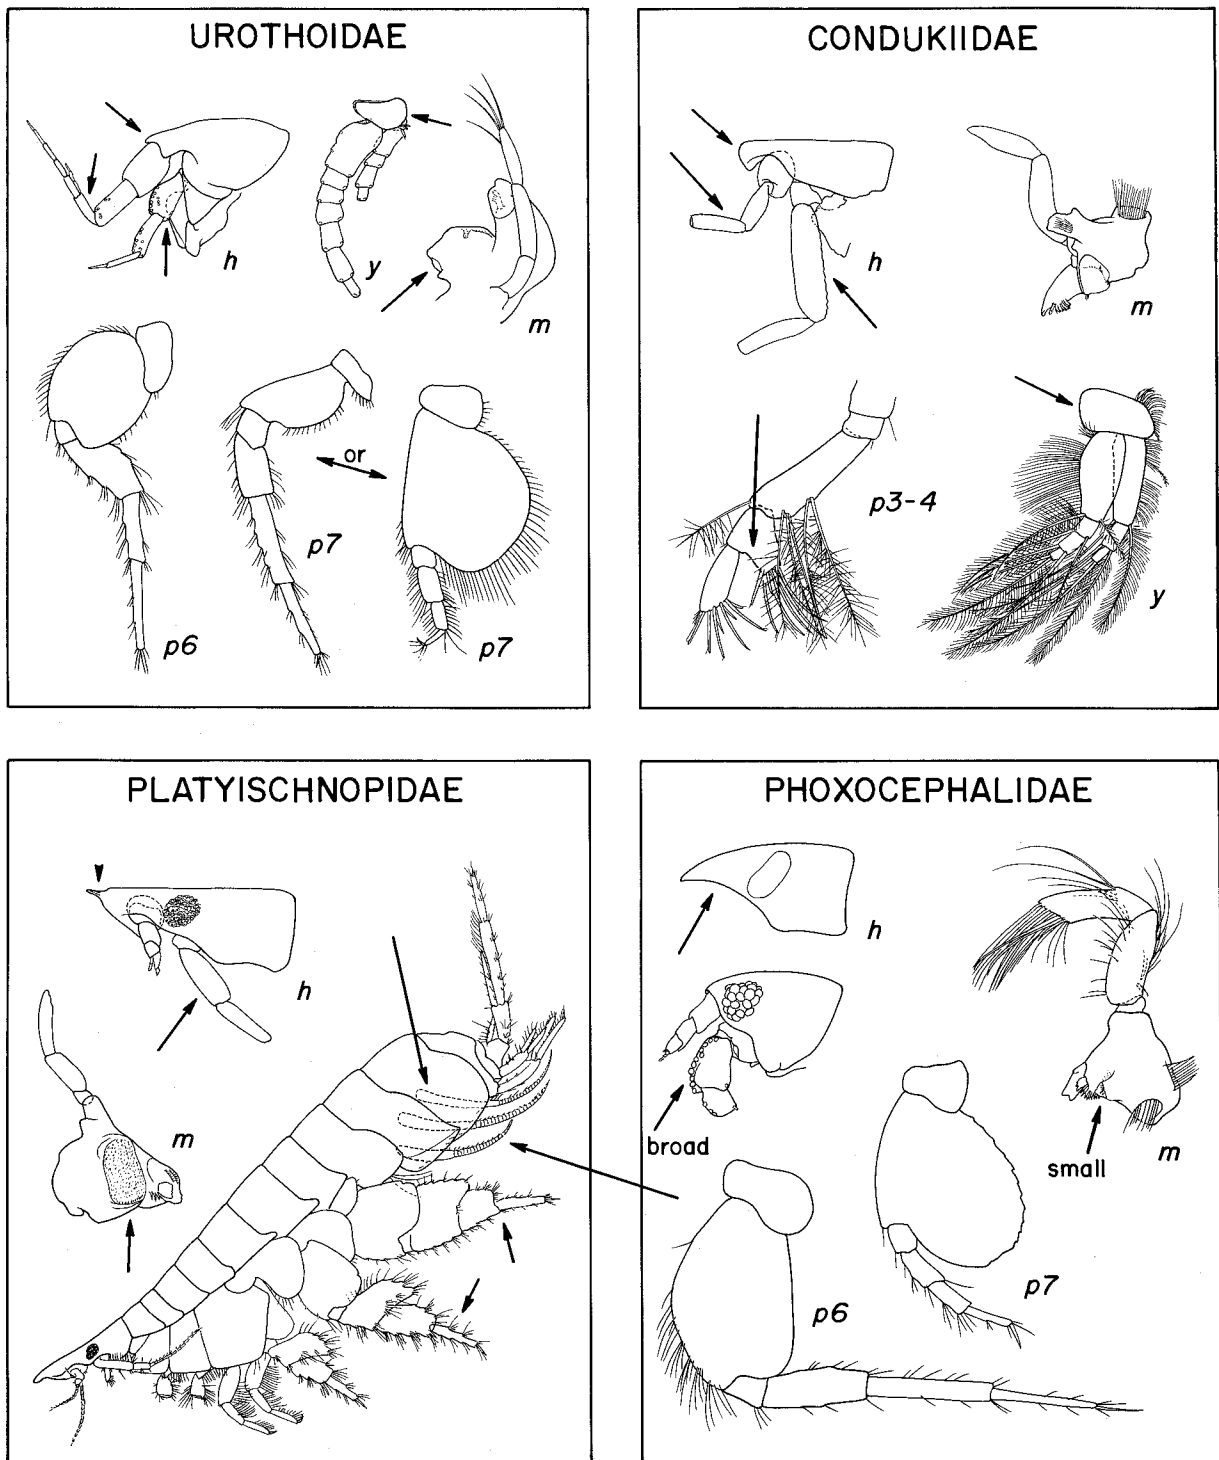 UROTHOIDAE
h
y
m
p6
or
p7
p7
CONDUKIIDAE
h
m
p3-4
y
PLATYISCHNOPIDAE
h
m
PHOXOCEPHALIDAE
h
broad
small
m
p7
p6